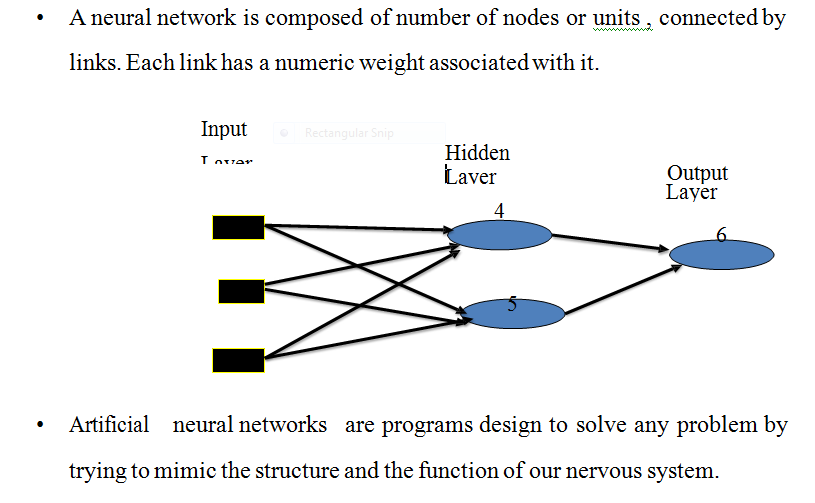 • A neural network is composed of number of nodes or units , connected by
links. Each link has a numeric weight associated with it.
Input
Layer
Rectangular Snip
Hidden
Layer
Output
Layer
4
6
5
• Artificial neural networks are programs design to solve any problem by
trying to mimic the structure and the function of our nervous system.